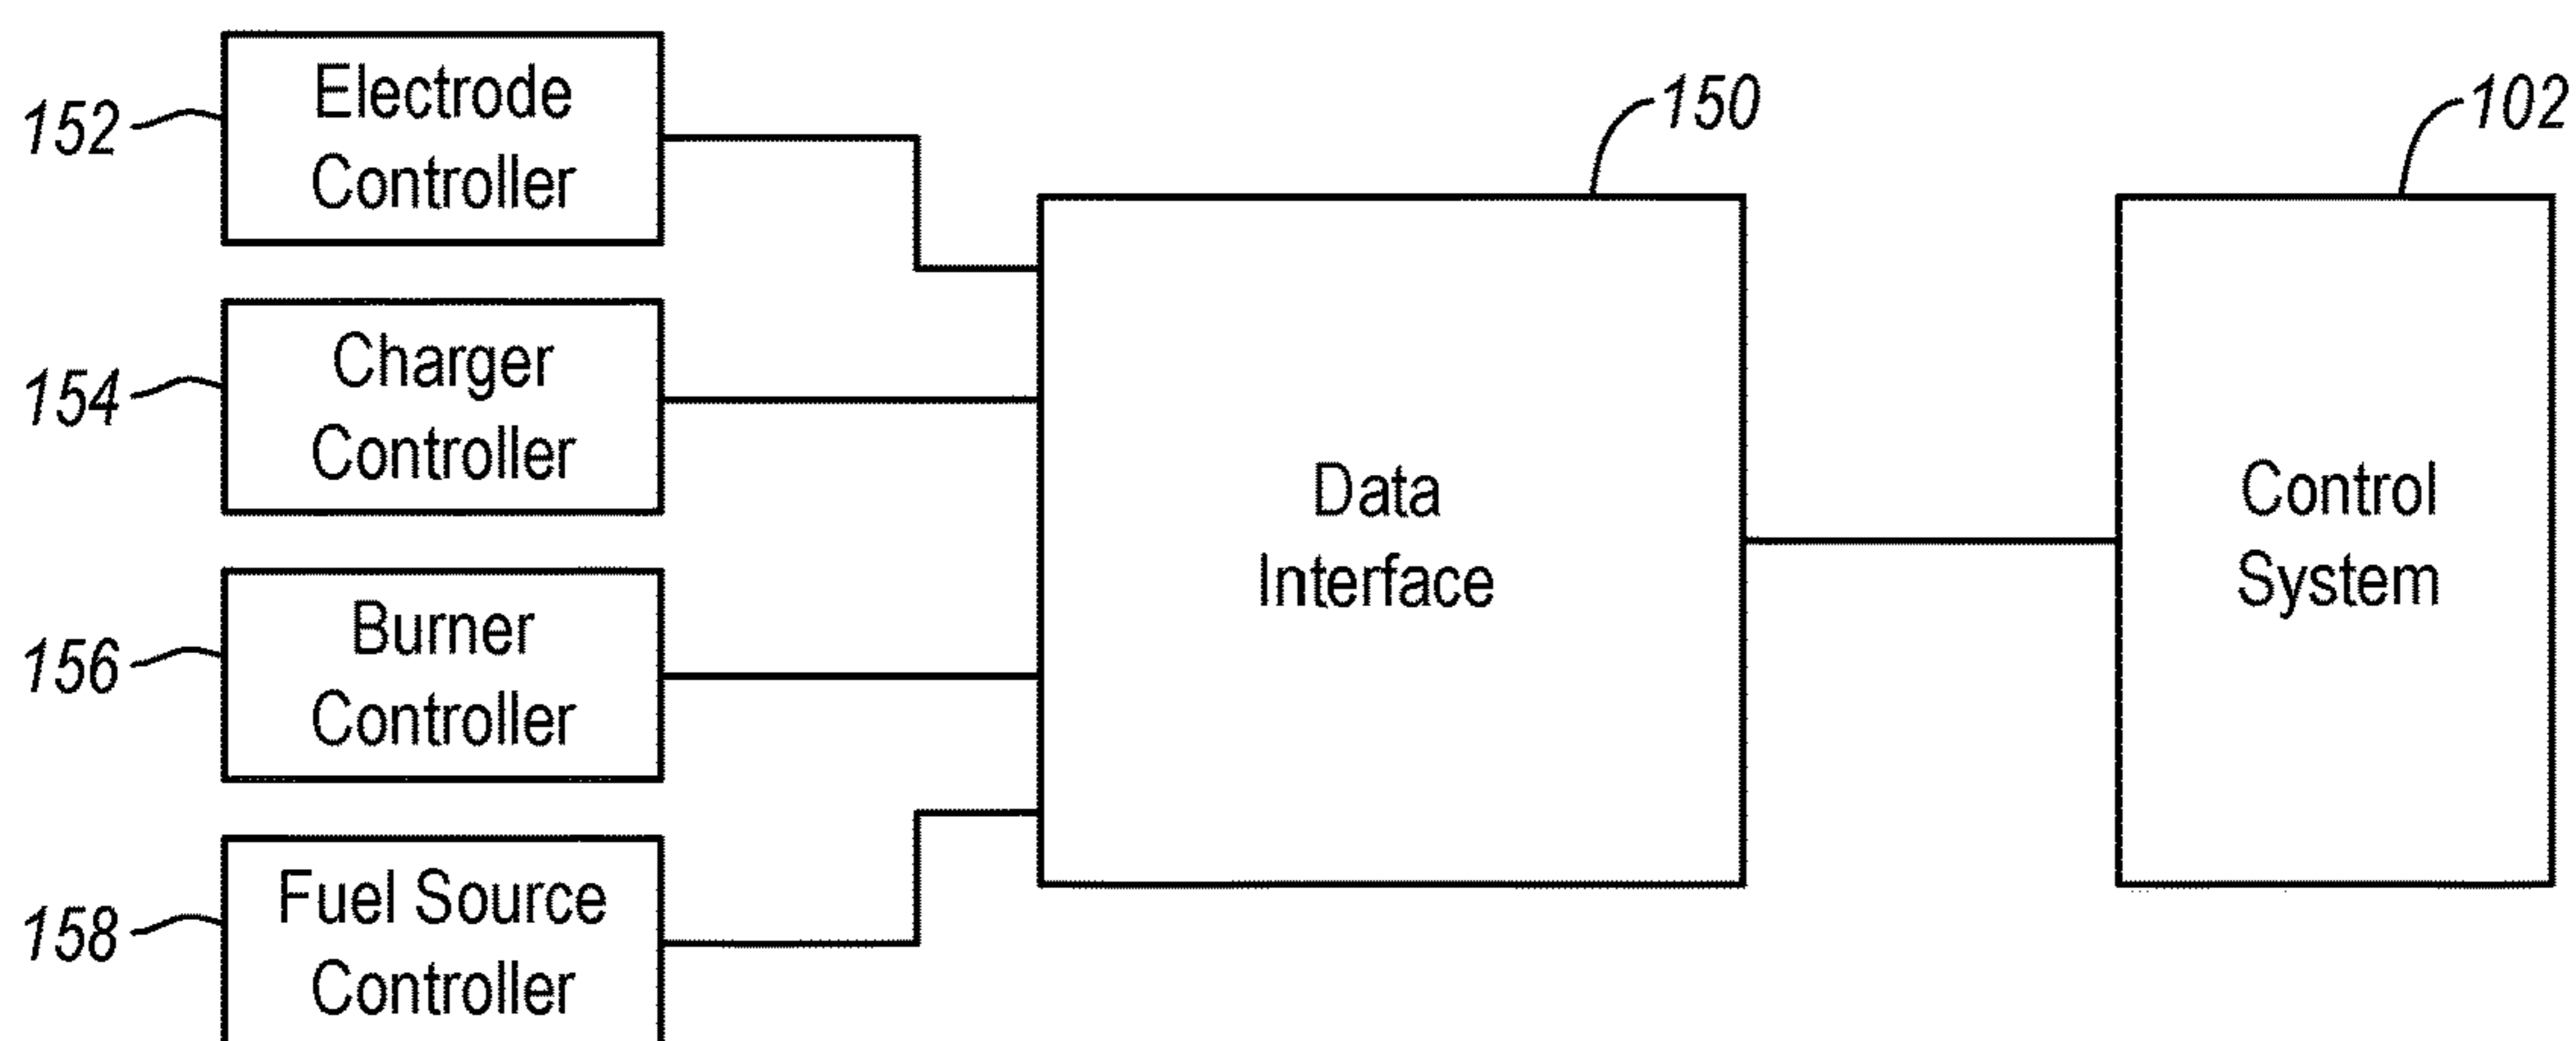 152
Electrode
Controller
154
Charger
Controller
156
Burner
Controller
158
Fuel Source
Controller
150
Data
Interface
102
Control
System